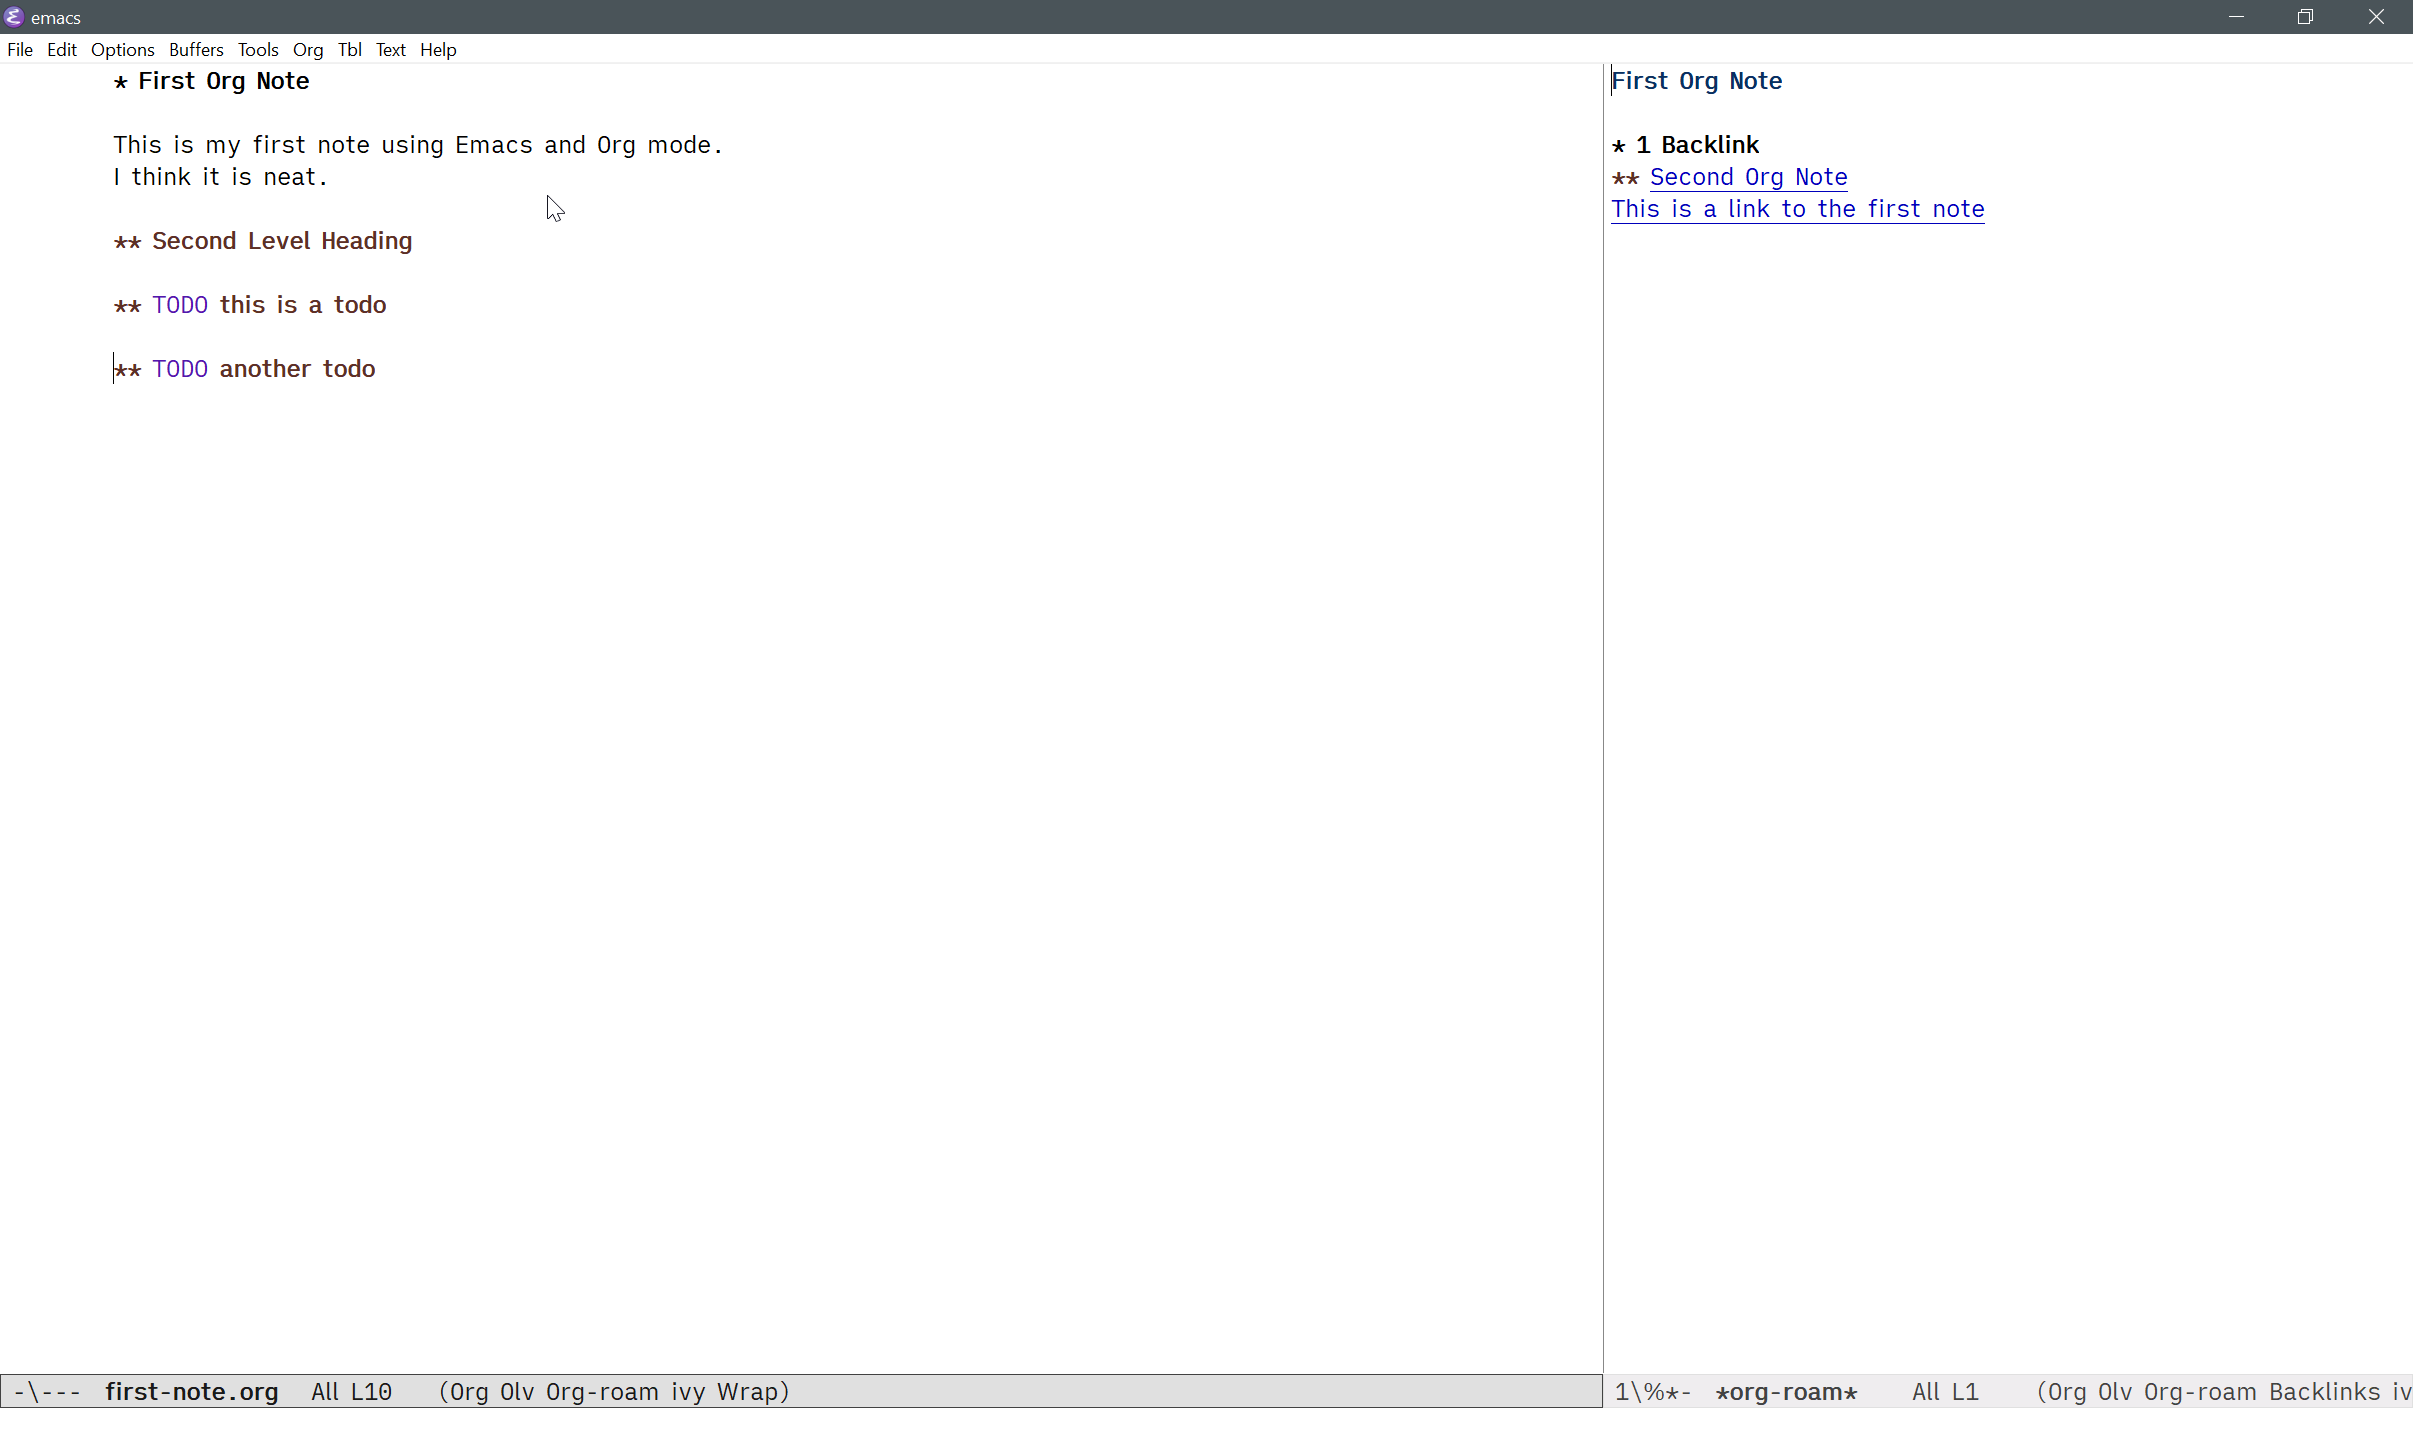 emacs
File Edit Options Buffers Tools Org Tbl Text Help
* First Org Note
This is my first note using Emacs and Org mode.
I think it is neat.
** Second Level Heading
** TODO this is a todo
** TODO another todo
First Org Note
* 1 Backlink
** Second Org Note
This is a link to the first note
-\--- first-note.org All L10 (Org Olv Org-roam ivy Wrap)
1\%*- *org-roam* All L1 (Org Olv Org-roam Backlinks iv